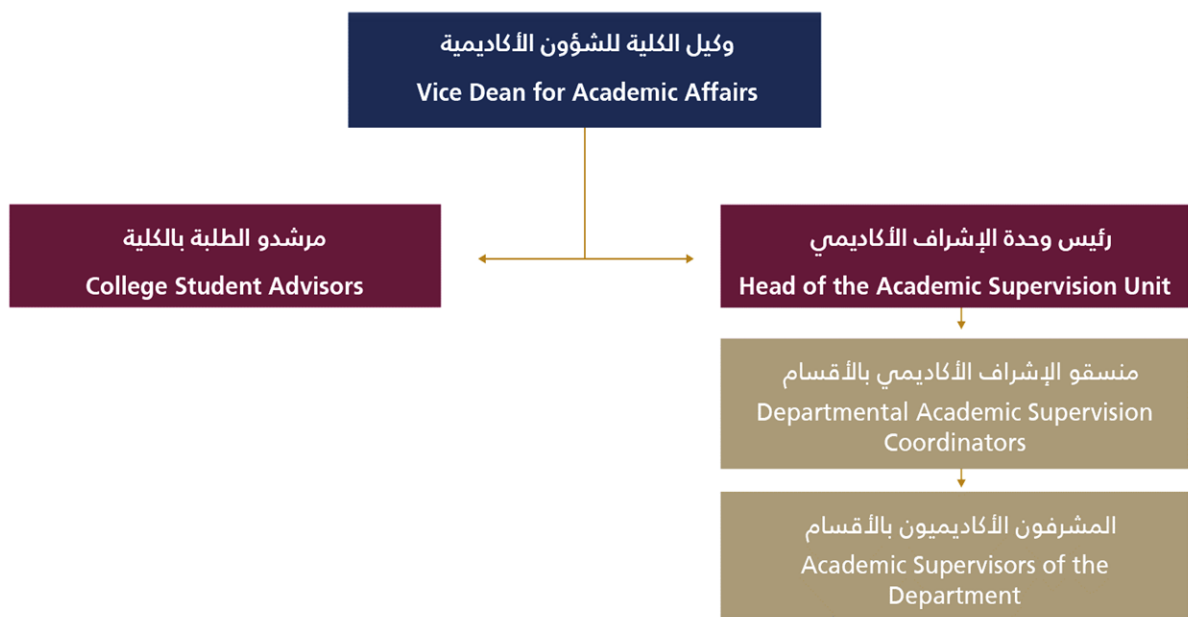 وكيل الكلية للشؤون الأكاديمية
Vice Dean for Academic Affairs
مرشدو الطلبة بالكلية
College Student Advisors
رئيس وحدة الإشراف الأكاديمي
Head of the Academic Supervision Unit
منسقو الإشراف الأكاديمي بالأقسام
Departmental Academic Supervision
Coordinators
المشرفون الأكاديميون بالأقسام
Academic Supervisors of the
Department